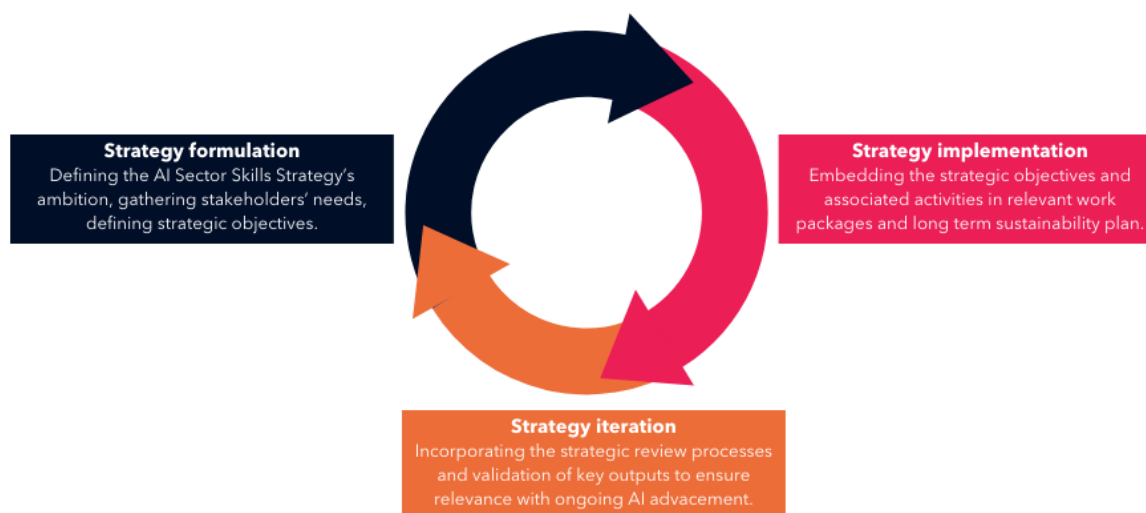 Strategy formulation
Defining the AI Sector Skills Strategy's
ambition, gathering stakeholders' needs,
defining strategic objectives.
Strategy implementation
Embedding the strategic objectives and
associated activities in relevant work
packages and long term sustainability plan.
Strategy iteration
Incorporating the strategic review processes
and validation of key outputs to ensure
relevance with ongoing AI advacement.